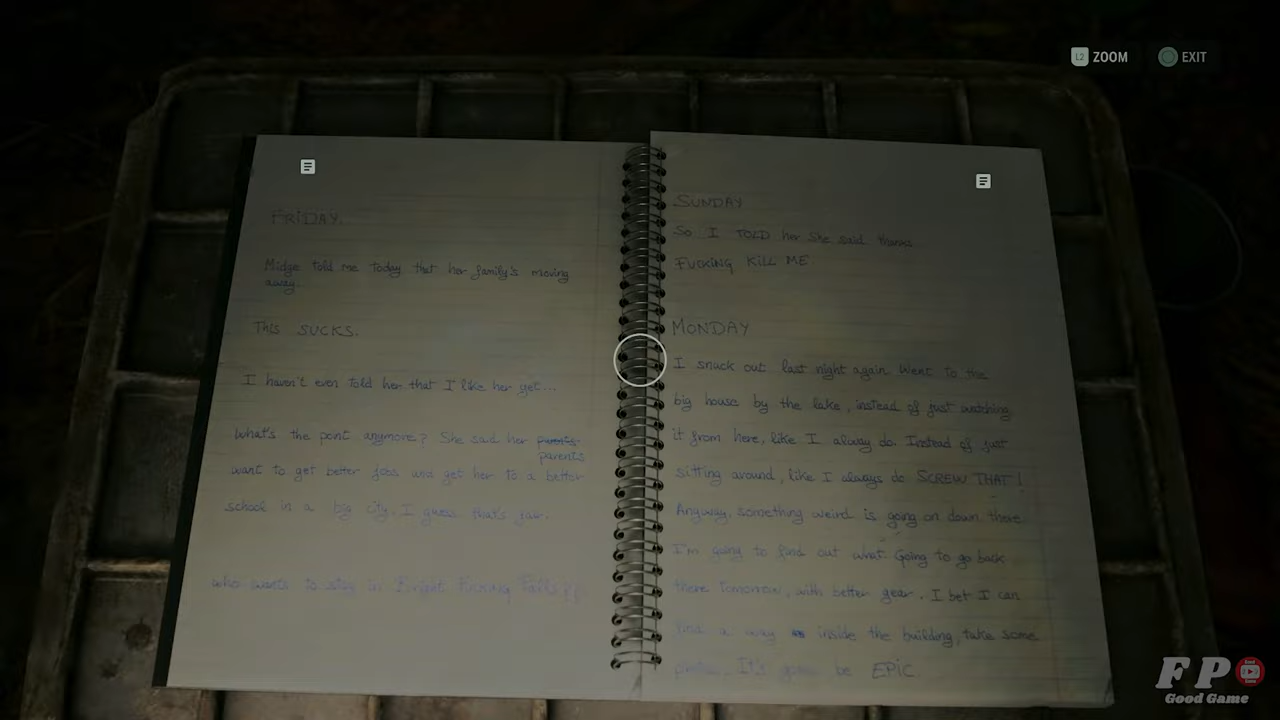 L2 ZOOM EXIT
FRIDAY.
Midge told me today that her family's moving
away...
This SUCKS.
I haven't even told her that I like her yet...
What's the point anymore? She said her parents
parents
want to get better jobs and get her to a better
school in a big city. I guess that's fair.
who wants to stay in Bright Fucking Falls
SUNDAY
So I TOLD her She said thanks
FUCKING KILL ME
MONDAY
I snuck out last night again. Went to the
big house by the lake, instead of just watching
it from here, like I always do. Instead of just
sitting around, like I always do SCREW THAT!
Anyway, something weird is going on down there
I'm going to find out what. Going to go back
there tomorrow, with better gear. I bet I can
find a way inside the building, take some
photos. It's gonna be EPIC
FP
Good Game